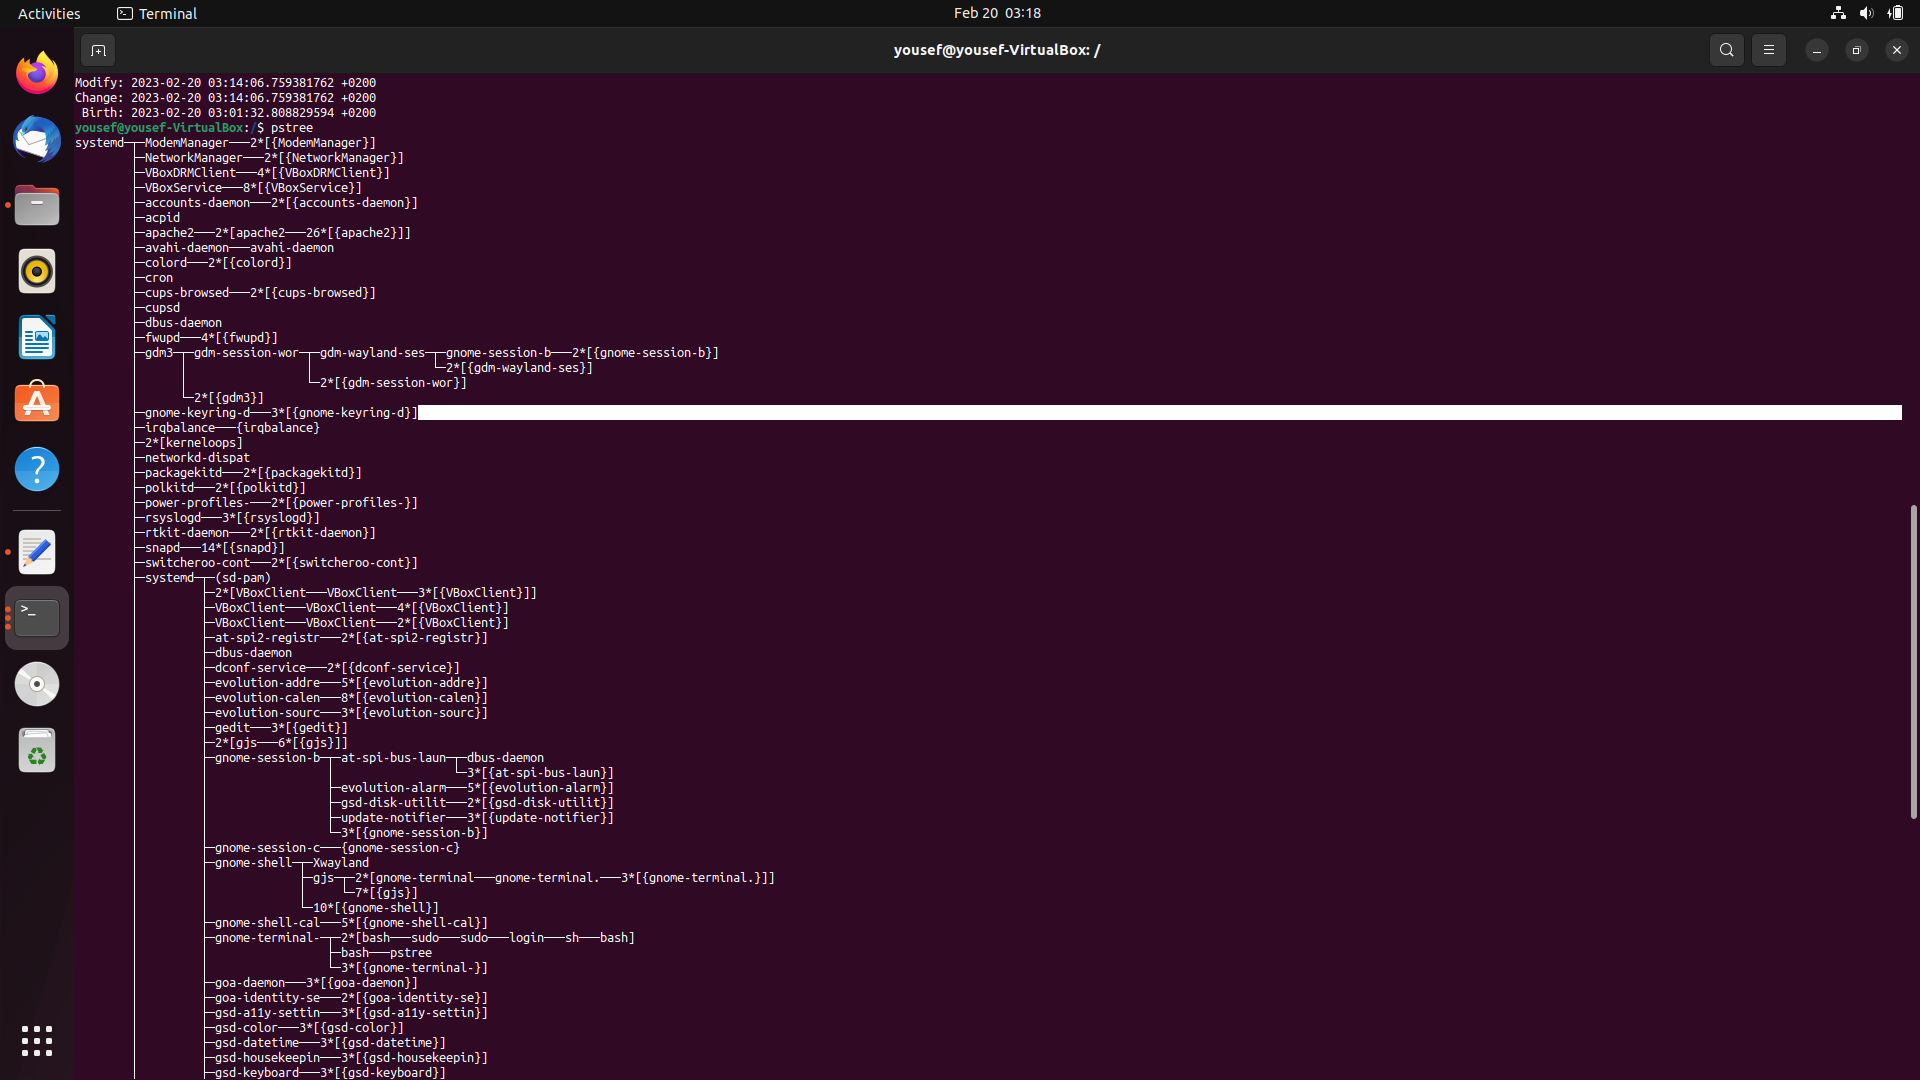 Activities Terminal Feb 20 03:18
yousef@yousef-VirtualBox: /
Modify: 2023-02-20 03:14:06.759381762 +0200
Change: 2023-02-20 03:14:06.759381762 +0200
 Birth: 2023-02-20 03:01:32.808829594 +0200
yousef@yousef-VirtualBox:/$ pstree
systemd─┬─ModemManager───2*[{ModemManager}]
├─NetworkManager───2*[{NetworkManager}]
├─VBoxDRMClient───4*[{VBoxDRMClient}]
├─VBoxService───8*[{VBoxService}]
├─accounts-daemon───2*[{accounts-daemon}]
├─acpid
├─apache2───2*[apache2───26*[{apache2}]]
├─avahi-daemon───avahi-daemon
├─colord───2*[{colord}]
├─cron
├─cups-browsed───2*[{cups-browsed}]
├─cupsd
├─dbus-daemon
├─fwupd───4*[{fwupd}]
├─gdm3─┬─gdm-session-wor─┬─gdm-wayland-ses─┬─gnome-session-b───2*[{gnome-session-b}]
│ │ │ └─2*[{gdm-wayland-ses}]
│ │ └─2*[{gdm-session-wor}]
│ └─2*[{gdm3}]
├─gnome-keyring-d───3*[{gnome-keyring-d}]
├─irqbalance───{irqbalance}
├─2*[kerneloops]
├─networkd-dispat
├─packagekitd───2*[{packagekitd}]
├─polkitd───2*[{polkitd}]
├─power-profiles-───2*[{power-profiles-}]
├─rsyslogd───3*[{rsyslogd}]
├─rtkit-daemon───2*[{rtkit-daemon}]
├─snapd───14*[{snapd}]
├─switcheroo-cont───2*[{switcheroo-cont}]
├─systemd─┬─(sd-pam)
│ ├─2*[VBoxClient───VBoxClient───3*[{VBoxClient}]]
│ ├─VBoxClient───VBoxClient───4*[{VBoxClient}]
│ ├─VBoxClient───VBoxClient───2*[{VBoxClient}]
│ ├─at-spi2-registr───2*[{at-spi2-registr}]
│ ├─dbus-daemon
│ ├─dconf-service───2*[{dconf-service}]
│ ├─evolution-addre───5*[{evolution-addre}]
│ ├─evolution-calen───8*[{evolution-calen}]
│ ├─evolution-sourc───3*[{evolution-sourc}]
│ ├─gedit───3*[{gedit}]
│ ├─2*[gjs───6*[{gjs}]]
│ ├─gnome-session-b─┬─at-spi-bus-laun─┬─dbus-daemon
│ │ │ └─3*[{at-spi-bus-laun}]
│ │ ├─evolution-alarm───5*[{evolution-alarm}]
│ │ ├─gsd-disk-utilit───2*[{gsd-disk-utilit}]
│ │ ├─update-notifier───3*[{update-notifier}]
│ │ └─3*[{gnome-session-b}]
│ ├─gnome-session-c───{gnome-session-c}
│ ├─gnome-shell─┬─Xwayland
│ │ ├─gjs─┬─2*[gnome-terminal───gnome-terminal.───3*[{gnome-terminal.}]]
│ │ │ └─7*[{gjs}]
│ │ └─10*[{gnome-shell}]
│ ├─gnome-shell-cal───5*[{gnome-shell-cal}]
│ ├─gnome-terminal-─┬─2*[bash───sudo───sudo───login───sh───bash]
│ │ ├─bash───pstree
│ │ └─3*[{gnome-terminal-}]
│ ├─goa-daemon───3*[{goa-daemon}]
│ ├─goa-identity-se───2*[{goa-identity-se}]
│ ├─gsd-a11y-settin───3*[{gsd-a11y-settin}]
│ ├─gsd-color───3*[{gsd-color}]
│ ├─gsd-datetime───3*[{gsd-datetime}]
│ ├─gsd-housekeepin───3*[{gsd-housekeepin}]
│ ├─gsd-keyboard───3*[{gsd-keyboard}]